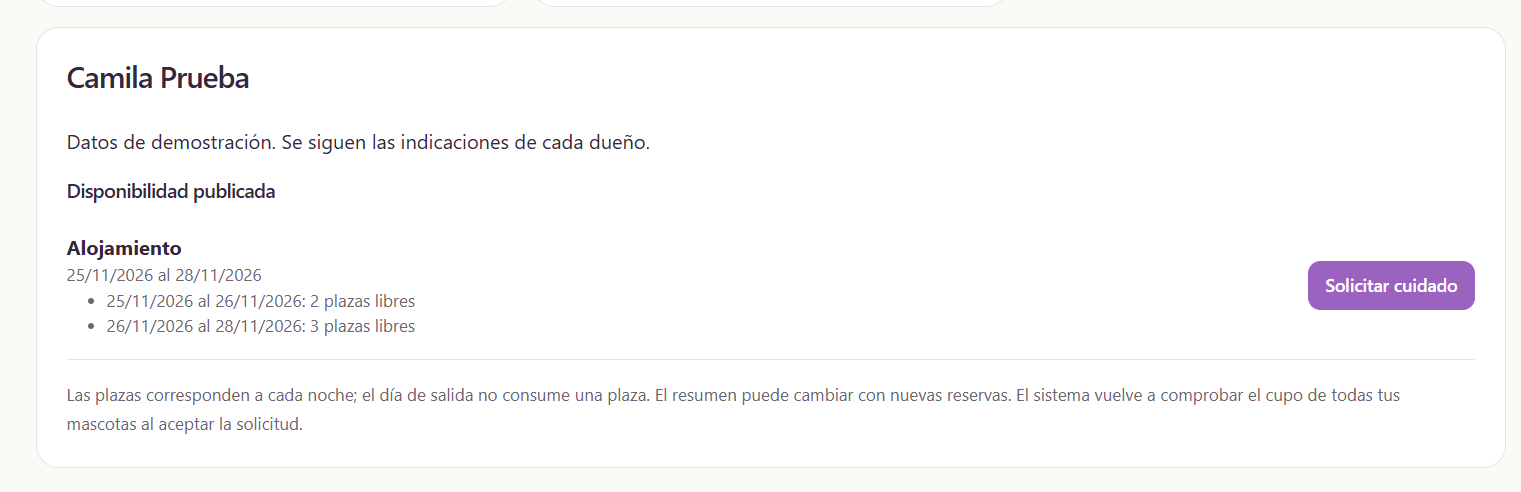 Camila Prueba
Datos de demostración. Se siguen las indicaciones de cada dueño.
Disponibilidad publicada
Alojamiento
25/11/2026 al 28/11/2026
• 25/11/2026 al 26/11/2026: 2 plazas libres
• 26/11/2026 al 28/11/2026: 3 plazas libres
Solicitar cuidado
Las plazas corresponden a cada noche; el día de salida no consume una plaza. El resumen puede cambiar con nuevas reservas. El sistema vuelve a comprobar el cupo de todas tus
mascotas al aceptar la solicitud.